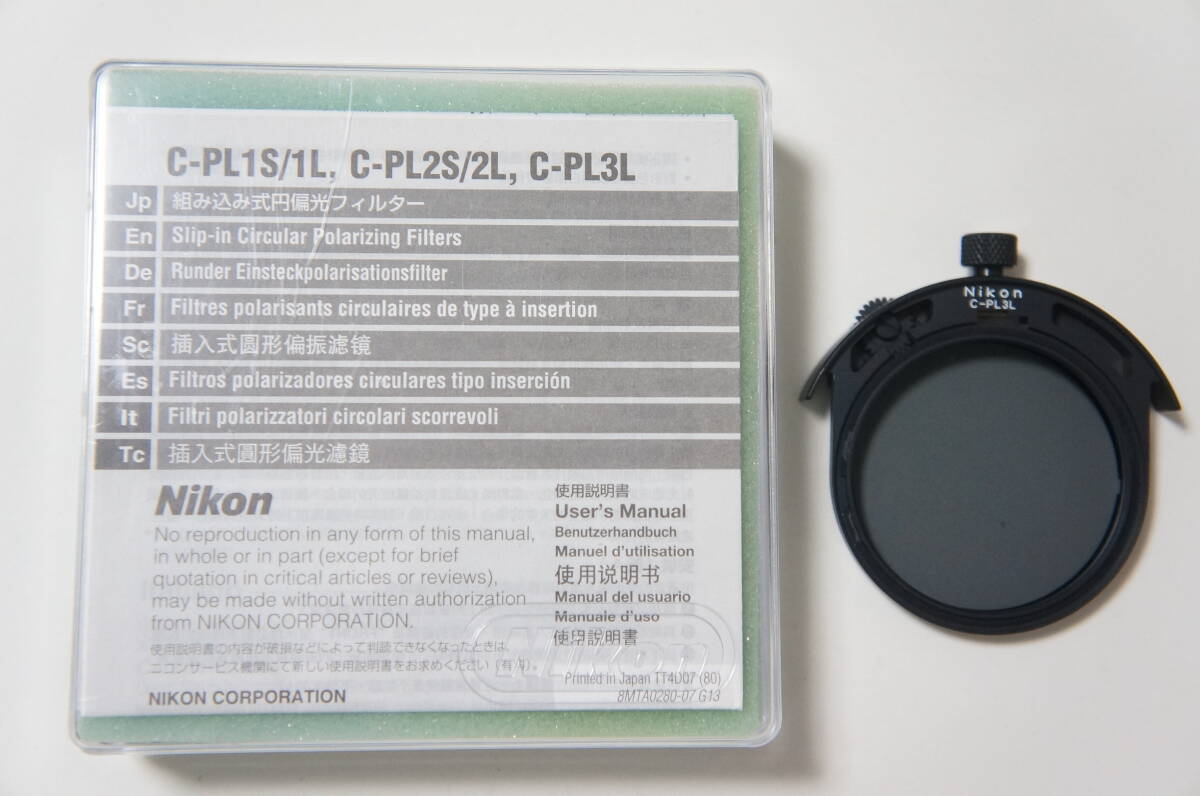 C-PL1S/1L, C-PL2S/2L, C-PL3L
Jp 組み込み式円偏光フィルター
En Slip-in Circular Polarizing Filters
De Runder Einsteckpolarisationsfilter
Fr Filtres polarisants circulaires de type à insertion
Sc 插入式圆形偏振滤镜
Es Filtros polarizadores circulares tipo inserción
It Filtri polarizzatori circolari scorrevoli
Tc 插入式圓形偏光濾鏡
Nikon
No reproduction in any form of this manual,
in whole or in part (except for brief
quotation in critical articles or reviews),
may be made without written authorization
from NIKON CORPORATION.
使用説明書の内容が破損などによって判読できなくなったときは、
ニコンサービス機関にて新しい使用説明書をお求めください(有料)。
NIKON CORPORATION
使用説明書
User's Manual
Benutzerhandbuch
Manuel d'utilisation
使用说明书
Manual del usuario
Manuale d'uso
使用說明書
Nikon
Printed in Japan TT4D07 (80)
8MTA0280-07 G13
Nikon
C-PL3L